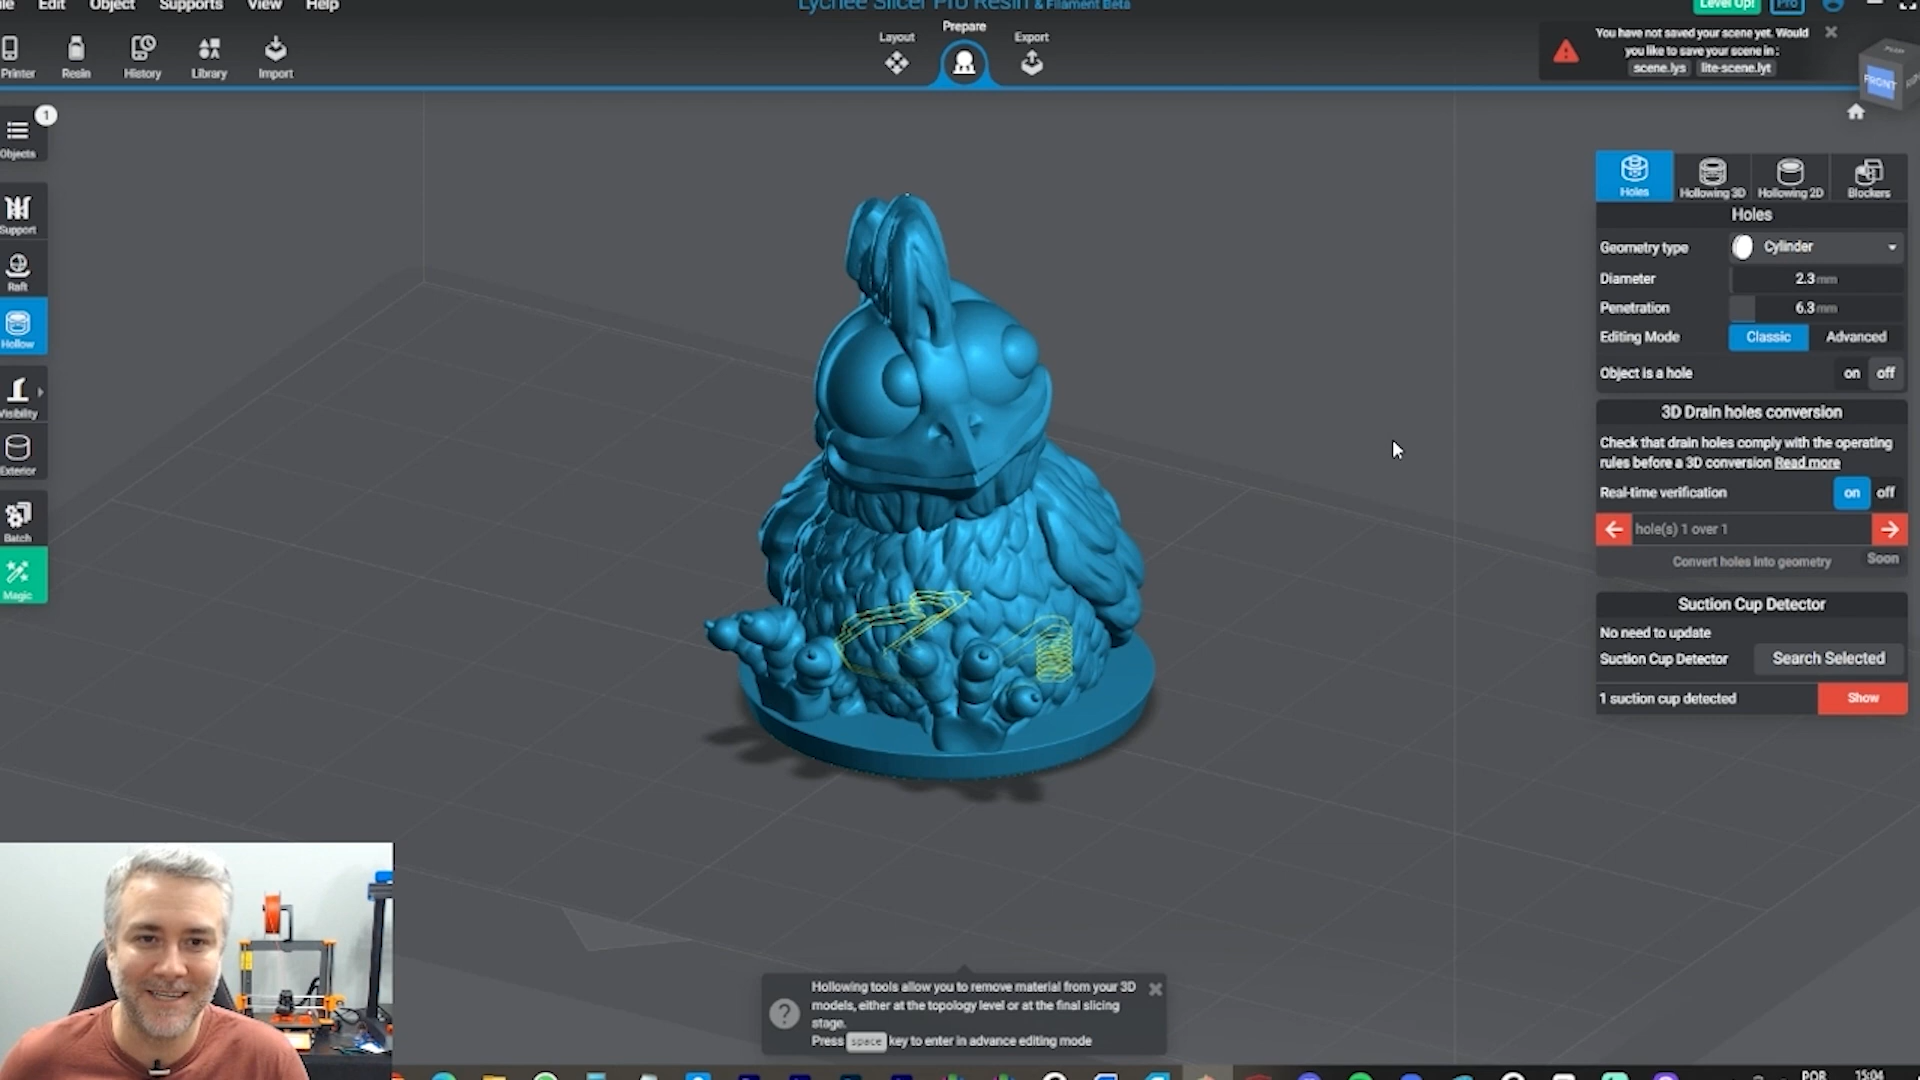 Edit
Object
Supports
View
Help
Lychee Slicer Pro Resin & Filament Beta
Level Up!
Pro
Printer
Resin
History
Library
Import
Layout
Prepare
Export
You have not saved your scene yet. Would
you like to save your scene in :
scene.lys
lite-scene.lyt
FRONT
1
Objects
Support
Raft
Hollow
Visibility
Exterior
Batch
Magic
Holes
Hollowing 3D
Hollowing 2D
Blockers
Holes
Geometry type
Cylinder
Diameter
2.3 mm
Penetration
6.3 mm
Editing Mode
Classic
Advanced
Object is a hole
on
off
3D Drain holes conversion
Check that drain holes comply with the operating
rules before a 3D conversion Read more
Real-time verification
on
off
hole(s) 1 over 1
Convert holes into geometry
Soon
Suction Cup Detector
No need to update
Suction Cup Detector
Search Selected
1 suction cup detected
Show
Hollowing tools allow you to remove material from your 3D
models, either at the topology level or at the final slicing
stage.
Press space key to enter in advance editing mode
POR
15:04